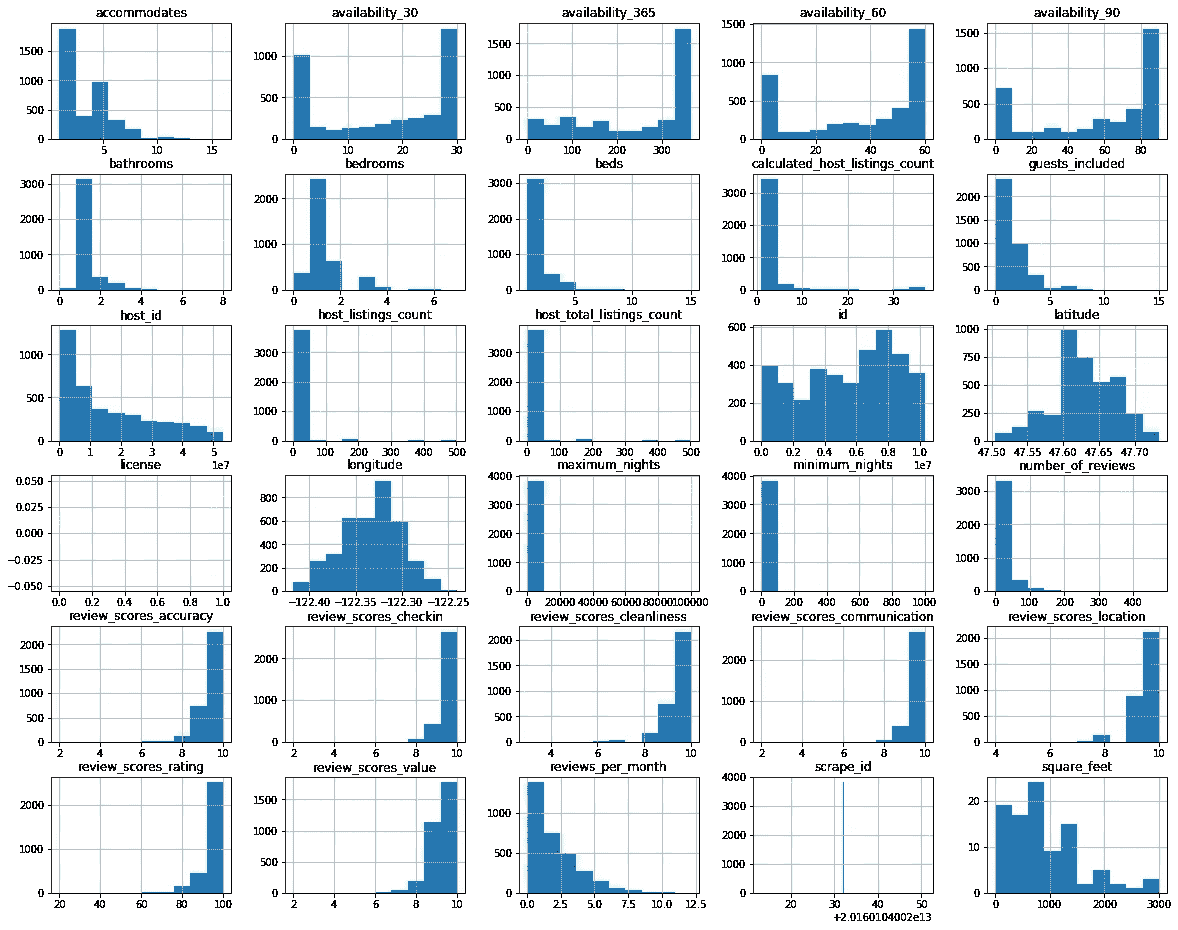 accommodates availability_30 availability_365 availability_60 availability_90
1500 1000 500 0
1000 500 0
1500 1000 500 0
1500 1000 500 0
1500 1000 500 0
5 10 15
0 10 20 30
0 100 200 300
0 20 40 60
0 20 40 60 80
bathrooms bedrooms beds calculated_host_listings_count guests_included
3000 2000 1000 0
2000 1000 0
3000 2000 1000 0
3000 2000 1000 0
2000 1500 1000 500 0
0 2 4 6 8
0 2 4 6
5 10 15
0 10 20 30
0 5 10 15
host_id host_listings_count host_total_listings_count id latitude
1000 500 0
3000 2000 1000 0
3000 2000 1000 0
600 400 200 0
1000 750 500 250 0
0 1 2 3 4 5
1e7
0 100 200 300 400 500
0 100 200 300 400 500
0.0 0.2 0.4 0.6 0.8 1.0
1e7
47.50 47.55 47.60 47.65 47.70
license longitude maximum_nights minimum_nights number_of_reviews
0.050 0.025 0.000 −0.025 −0.050
800 600 400 200 0
4000 3000 2000 1000 0
4000 3000 2000 1000 0
3000 2000 1000 0
0.0 0.2 0.4 0.6 0.8 1.0
−122.40 −122.35 −122.30 −122.25
0 20000 40000 60000 80000 100000
0 200 400 600 800 1000
0 200 400
review_scores_accuracy review_scores_checkin review_scores_cleanliness review_scores_communication review_scores_location
2000 1500 1000 500 0
2000 1000 0
2000 1500 1000 500 0
2000 1000 0
2000 1500 1000 500 0
2 4 6 8 10
2 4 6 8 10
4 6 8 10
2 4 6 8 10
4 6 8 10
review_scores_rating review_scores_value reviews_per_month scrape_id square_feet
2000 1000 0
1500 1000 500 0
1000 500 0
4000 3000 2000 1000 0
20 10 0
20 40 60 80 100
2 4 6 8 10
0.0 2.5 5.0 7.5 10.0 12.5
20 30 40 50
+2.0160104002e13
0 1000 2000 3000